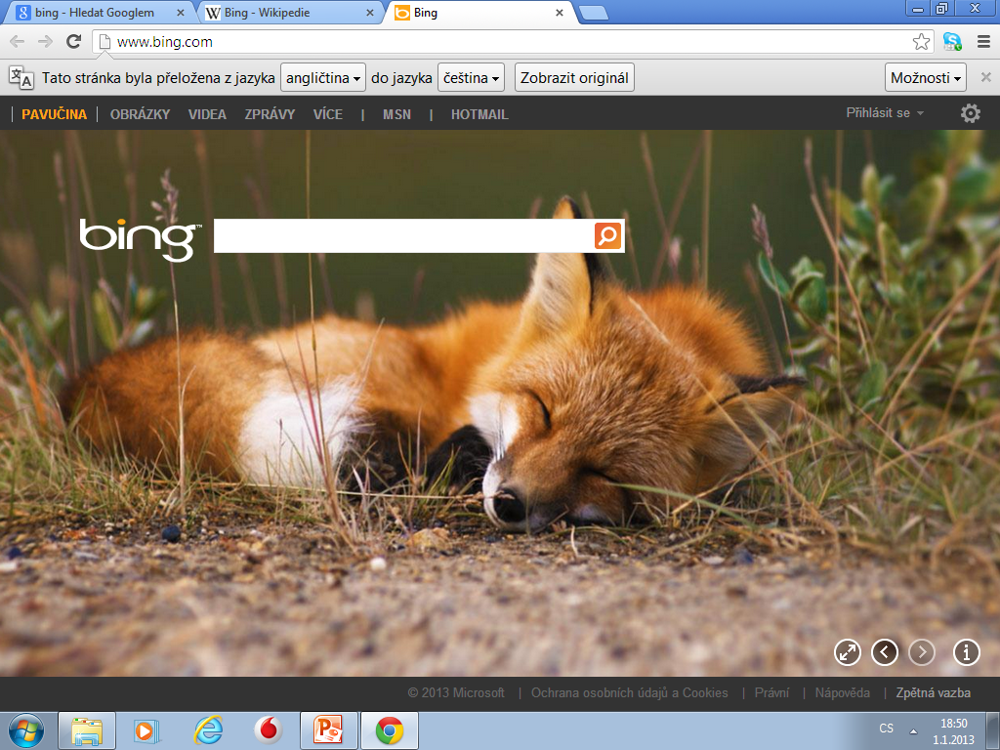 bing - Hledat Googlem
Bing - Wikipedie
Bing
www.bing.com
Tato stránka byla přeložena z jazyka angličtina do jazyka čeština Zobrazit originál Možnosti
PAVUČINA OBRÁZKY VIDEA ZPRÁVY VÍCE | MSN | HOTMAIL Přihlásit se
bing™
© 2013 Microsoft | Ochrana osobních údajů a Cookies | Právní | Nápověda | Zpětná vazba
CS
18:50
1.1.2013